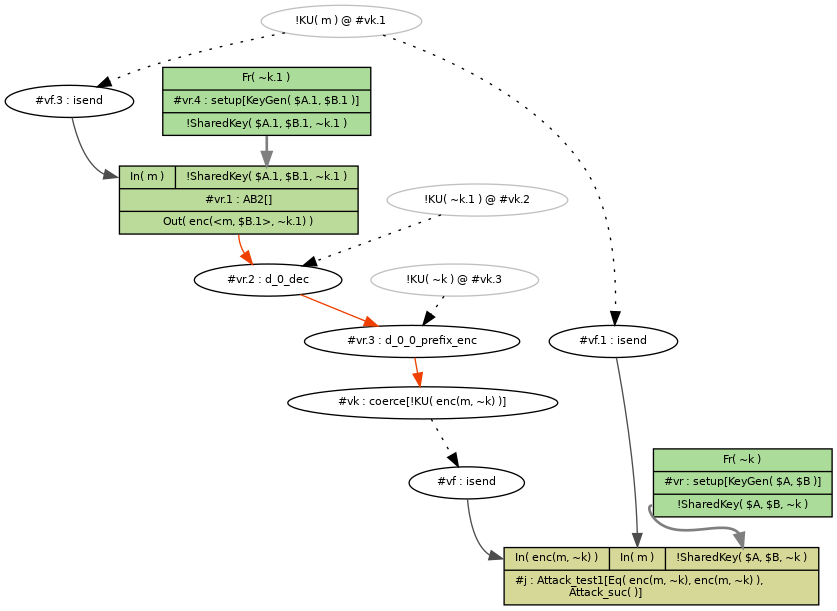 !KU( m ) @ #vk.1
#vf.3 : isend
Fr( ~k.1 )
#vr.4 : setup[KeyGen( $A.1, $B.1 )]
!SharedKey( $A.1, $B.1, ~k.1 )
In( m ) !SharedKey( $A.1, $B.1, ~k.1 )
#vr.1 : AB2[]
Out( enc(<m, $B.1>, ~k.1) )
!KU( ~k.1 ) @ #vk.2
#vr.2 : d_0_dec
!KU( ~k ) @ #vk.3
#vr.3 : d_0_0_prefix_enc
#vf.1 : isend
#vk : coerce[!KU( enc(m, ~k) )]
#vf : isend
Fr( ~k )
#vr : setup[KeyGen( $A, $B )]
!SharedKey( $A, $B, ~k )
In( enc(m, ~k) ) In( m ) !SharedKey( $A, $B, ~k )
#j : Attack_test1[Eq( enc(m, ~k), enc(m, ~k) ),
Attack_suc( )]